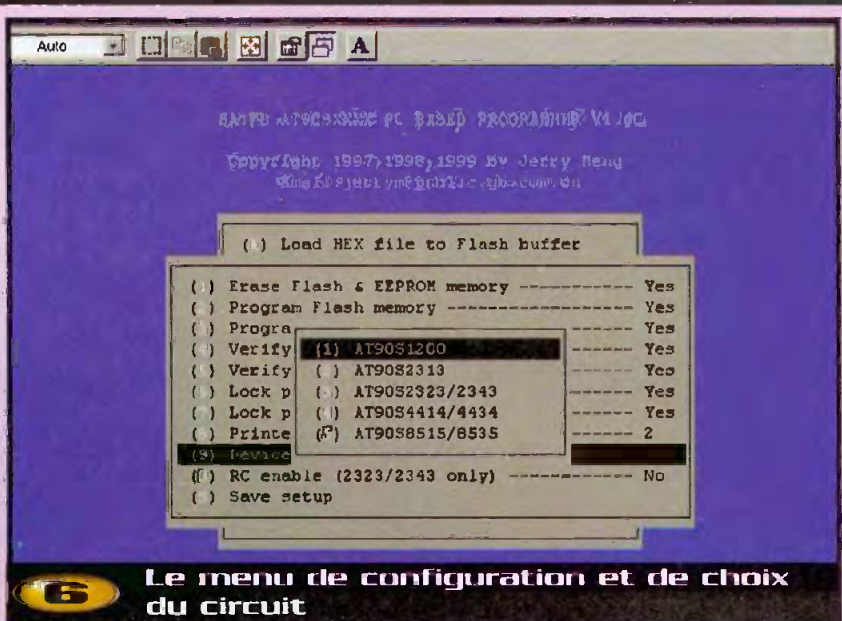 Auto
A
PC BASED PROGRAMMER
Copyright 1997,1998,1999 By Jerry Meng
( ) Load HEX file to Flash buffer
( ) Erase Flash & EEPROM memory ----------- Yes
( ) Program Flash memory ----------------- Yes
( ) Progra ------ Yes
( ) Verify (1) AT90S1200 ------ Yes
( ) Verify ( ) AT90S2313 ------ Yes
( ) Lock p ( ) AT90S2323/2343 ------ Yes
( ) Lock p ( ) AT90S4414/4434 ------ Yes
( ) Printe ( ) AT90S8515/8535 ------ 2
(9) Device
( ) RC enable (2323/2343 only) ------------ No
( ) Save setup
6 Le menu de configuration et de choix
du circuit